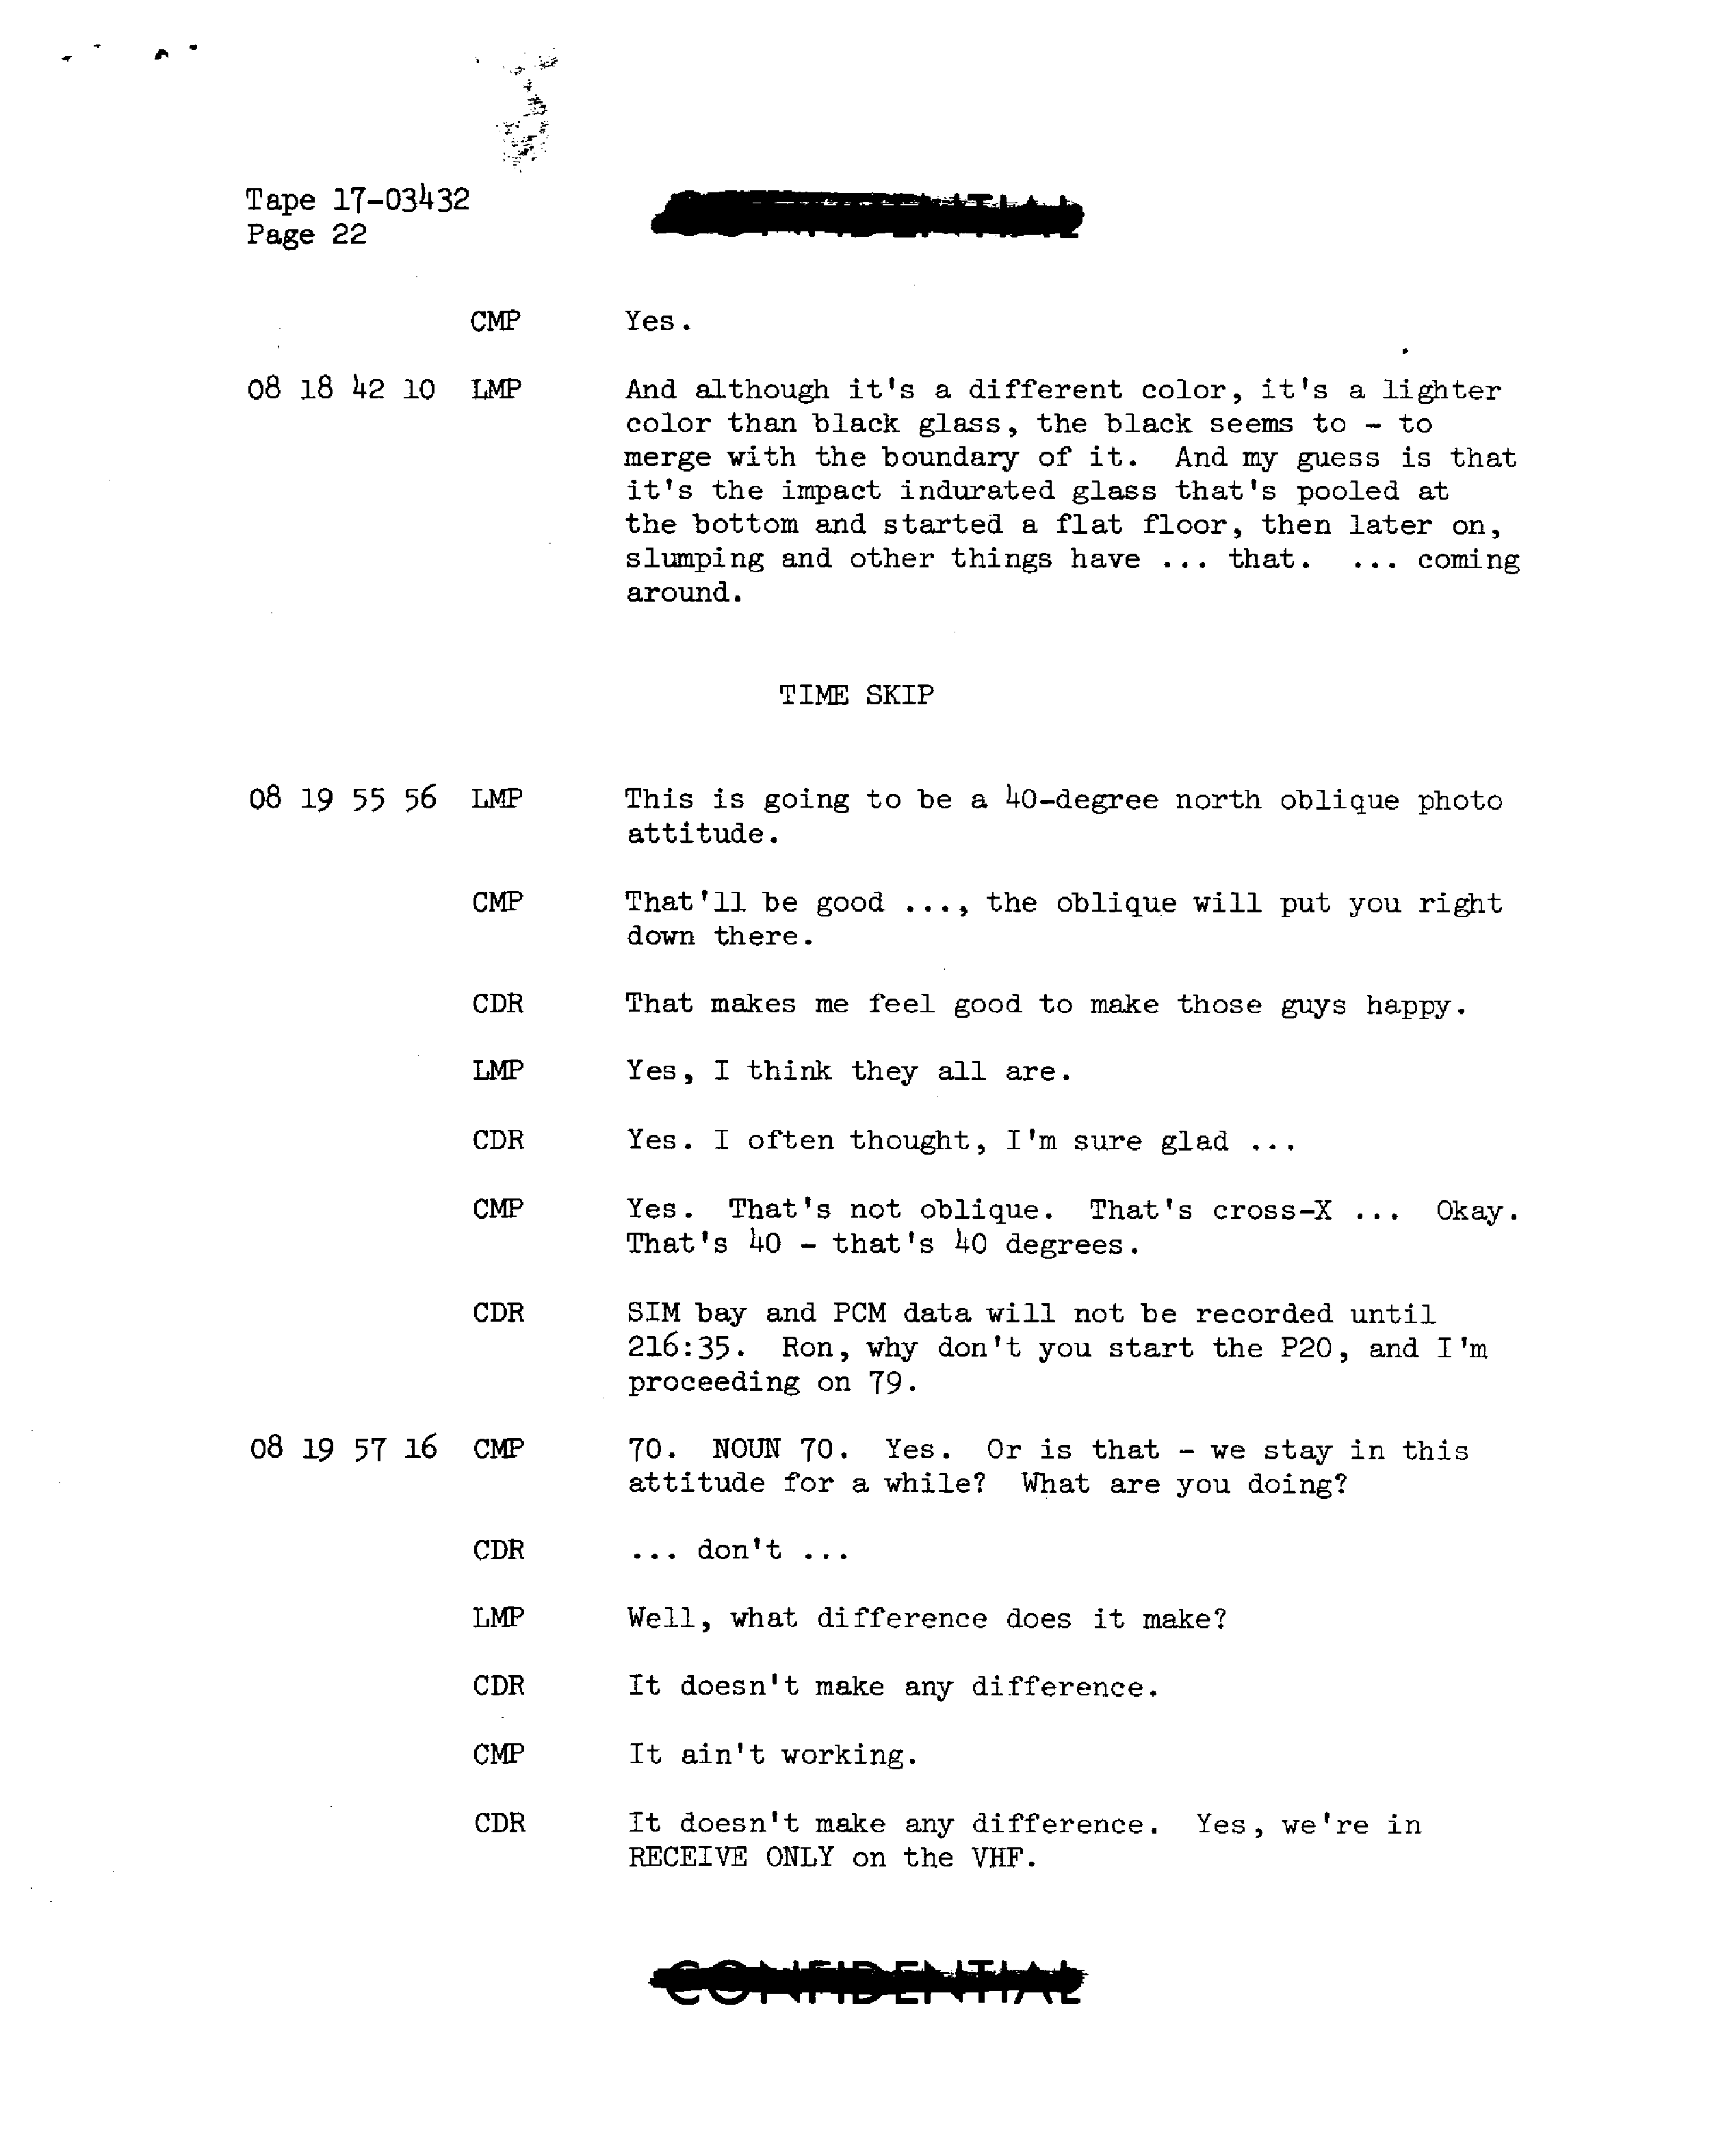 Tape 17-03432
Page 22
CMP Yes.
08 18 42 10 LMP And although it's a different color, it's a lighter
color than black glass, the black seems to - to
merge with the boundary of it. And my guess is that
it's the impact indurated glass that's pooled at
the bottom and started a flat floor, then later on,
slumping and other things have ... that. ... coming
around.
TIME SKIP
08 19 55 56 LMP This is going to be a 40-degree north oblique photo
attitude.
CMP That'll be good ..., the oblique will put you right
down there.
CDR That makes me feel good to make those guys happy.
LMP Yes, I think they all are.
CDR Yes. I often thought, I'm sure glad ...
CMP Yes. That's not oblique. That's cross-X ... Okay.
That's 40 - that's 40 degrees.
CDR SIM bay and PCM data will not be recorded until
216:35. Ron, why don't you start the P20, and I'm
proceeding on 79.
08 19 57 16 CMP 70. NOUN 70. Yes. Or is that - we stay in this
attitude for a while? What are you doing?
CDR ... don't ...
LMP Well, what difference does it make?
CDR It doesn't make any difference.
CMP It ain't working.
CDR It doesn't make any difference. Yes, we're in
RECEIVE ONLY on the VHF.
CONFIDENTIAL